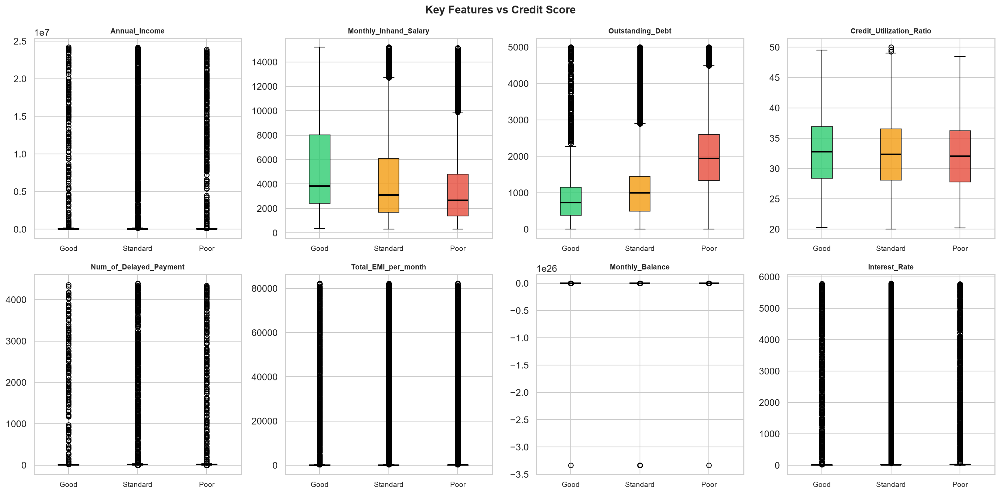 Key Features vs Credit Score
Annual_Income
1e7
2.5
2.0
1.5
1.0
0.5
0.0
Good Standard Poor
Monthly_Inhand_Salary
14000
12000
10000
8000
6000
4000
2000
0
Good Standard Poor
Outstanding_Debt
5000
4000
3000
2000
1000
0
Good Standard Poor
Credit_Utilization_Ratio
50
45
40
35
30
25
20
Good Standard Poor
Num_of_Delayed_Payment
4000
3000
2000
1000
0
Good Standard Poor
Total_EMI_per_month
80000
60000
40000
20000
0
Good Standard Poor
Monthly_Balance
1e26
0.0
−0.5
−1.0
−1.5
−2.0
−2.5
−3.0
−3.5
Good Standard Poor
Interest_Rate
6000
5000
4000
3000
2000
1000
0
Good Standard Poor